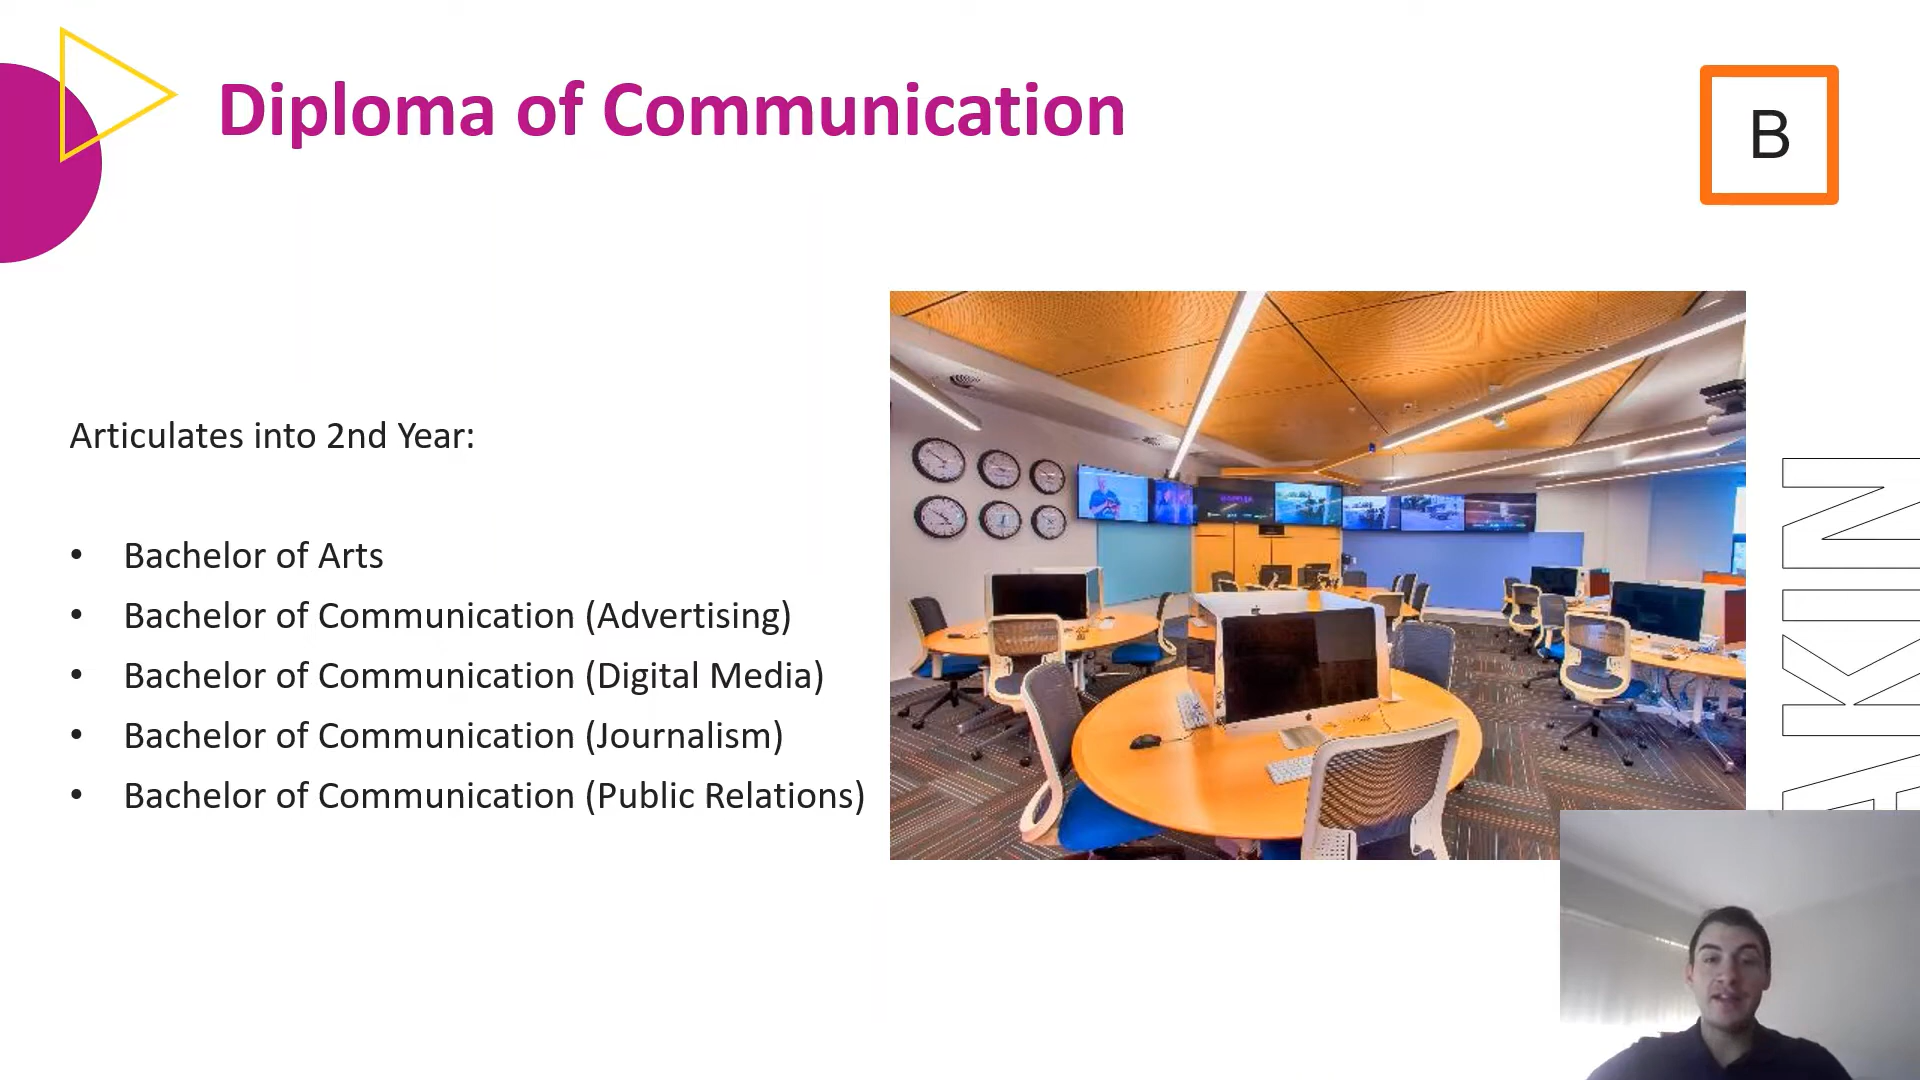 Diploma of Communication
B
Articulates into 2nd Year:
• Bachelor of Arts
• Bachelor of Communication (Advertising)
• Bachelor of Communication (Digital Media)
• Bachelor of Communication (Journalism)
• Bachelor of Communication (Public Relations)
AKIN